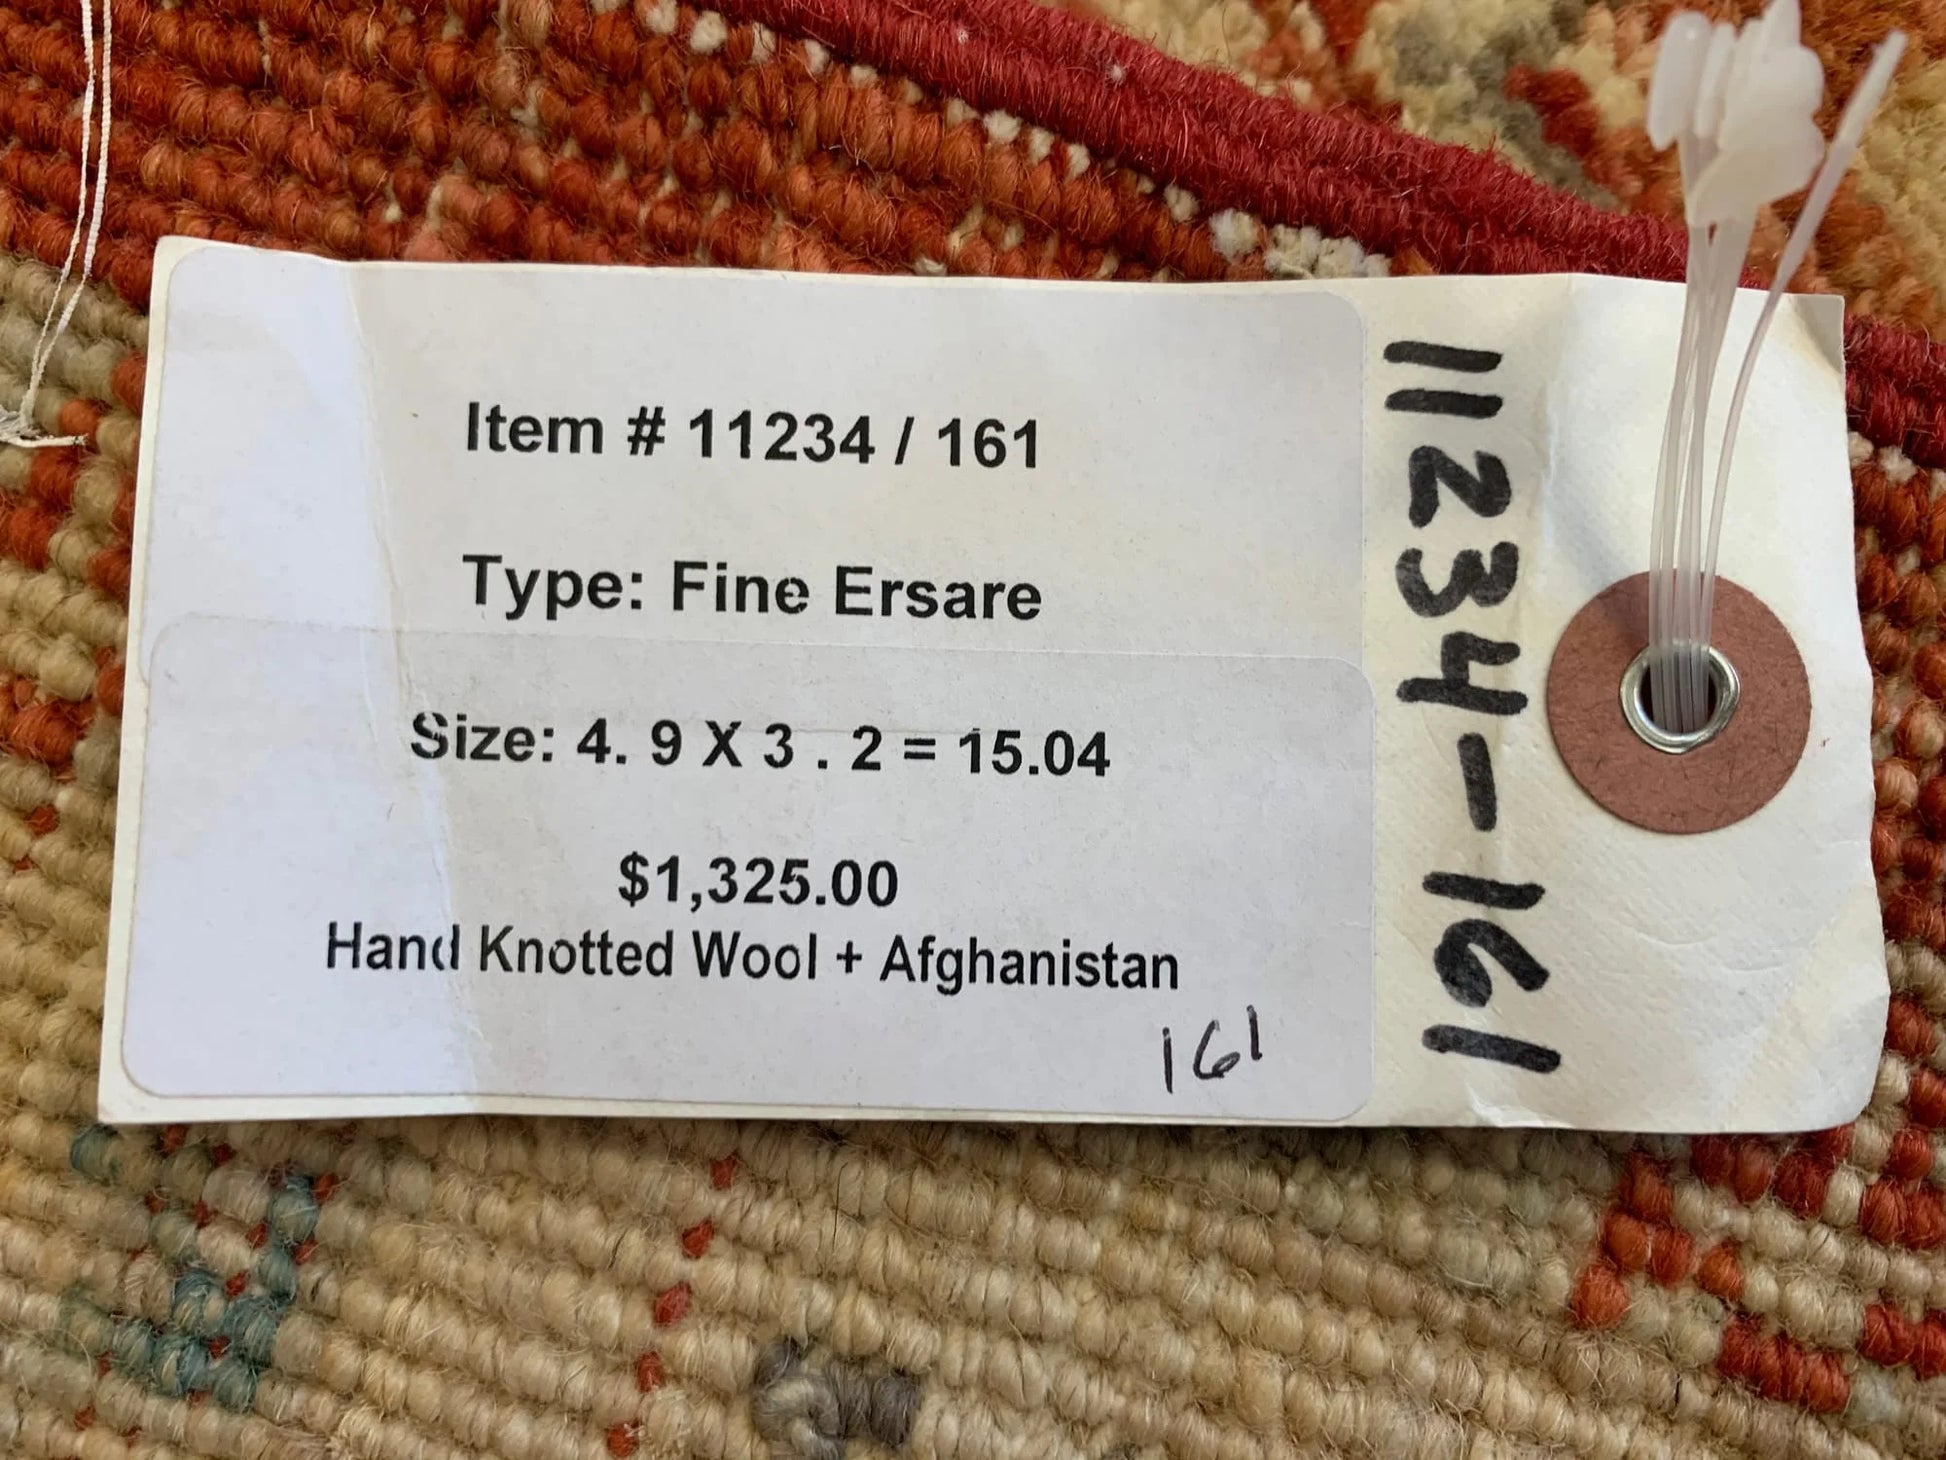 Item # 11234 / 161
Type: Fine Ersare
Size: 4. 9 X 3 . 2 = 15.04
$1,325.00
Hand Knotted Wool + Afghanistan
161
11234-161